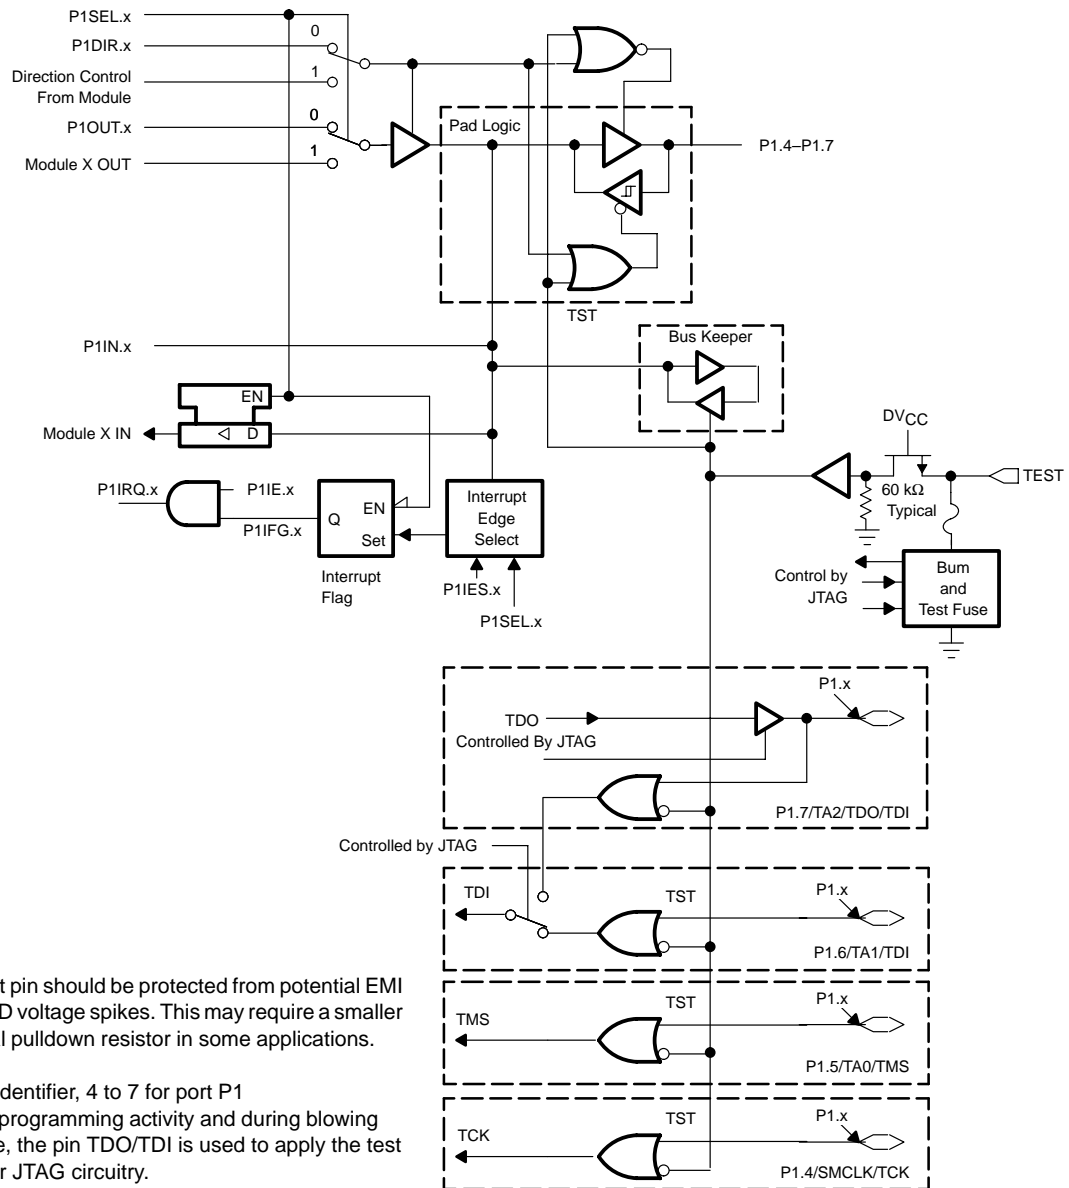 P1SEL.x
P1DIR.x
0
Direction Control
From Module
1
P1OUT.x
0
Module X OUT
1
Pad Logic
P1.4–P1.7
TST
P1IN.x
Bus Keeper
EN
Module X IN
D
DVCC
TEST
60 kΩ
Typical
P1IRQ.x
P1IE.x
P1IFG.x
Q
EN
Set
Interrupt
Edge
Select
Interrupt
Flag
P1IES.x
P1SEL.x
Control by
JTAG
Bum
and
Test Fuse
TDO
Controlled By JTAG
P1.x
P1.7/TA2/TDO/TDI
Controlled by JTAG
TDI
TST
P1.x
P1.6/TA1/TDI
TMS
TST
P1.x
P1.5/TA0/TMS
TCK
TST
P1.x
P1.4/SMCLK/TCK
t pin should be protected from potential EMI
D voltage spikes. This may require a smaller
l pulldown resistor in some applications.
dentifier, 4 to 7 for port P1
programming activity and during blowing
e, the pin TDO/TDI is used to apply the test
r JTAG circuitry.